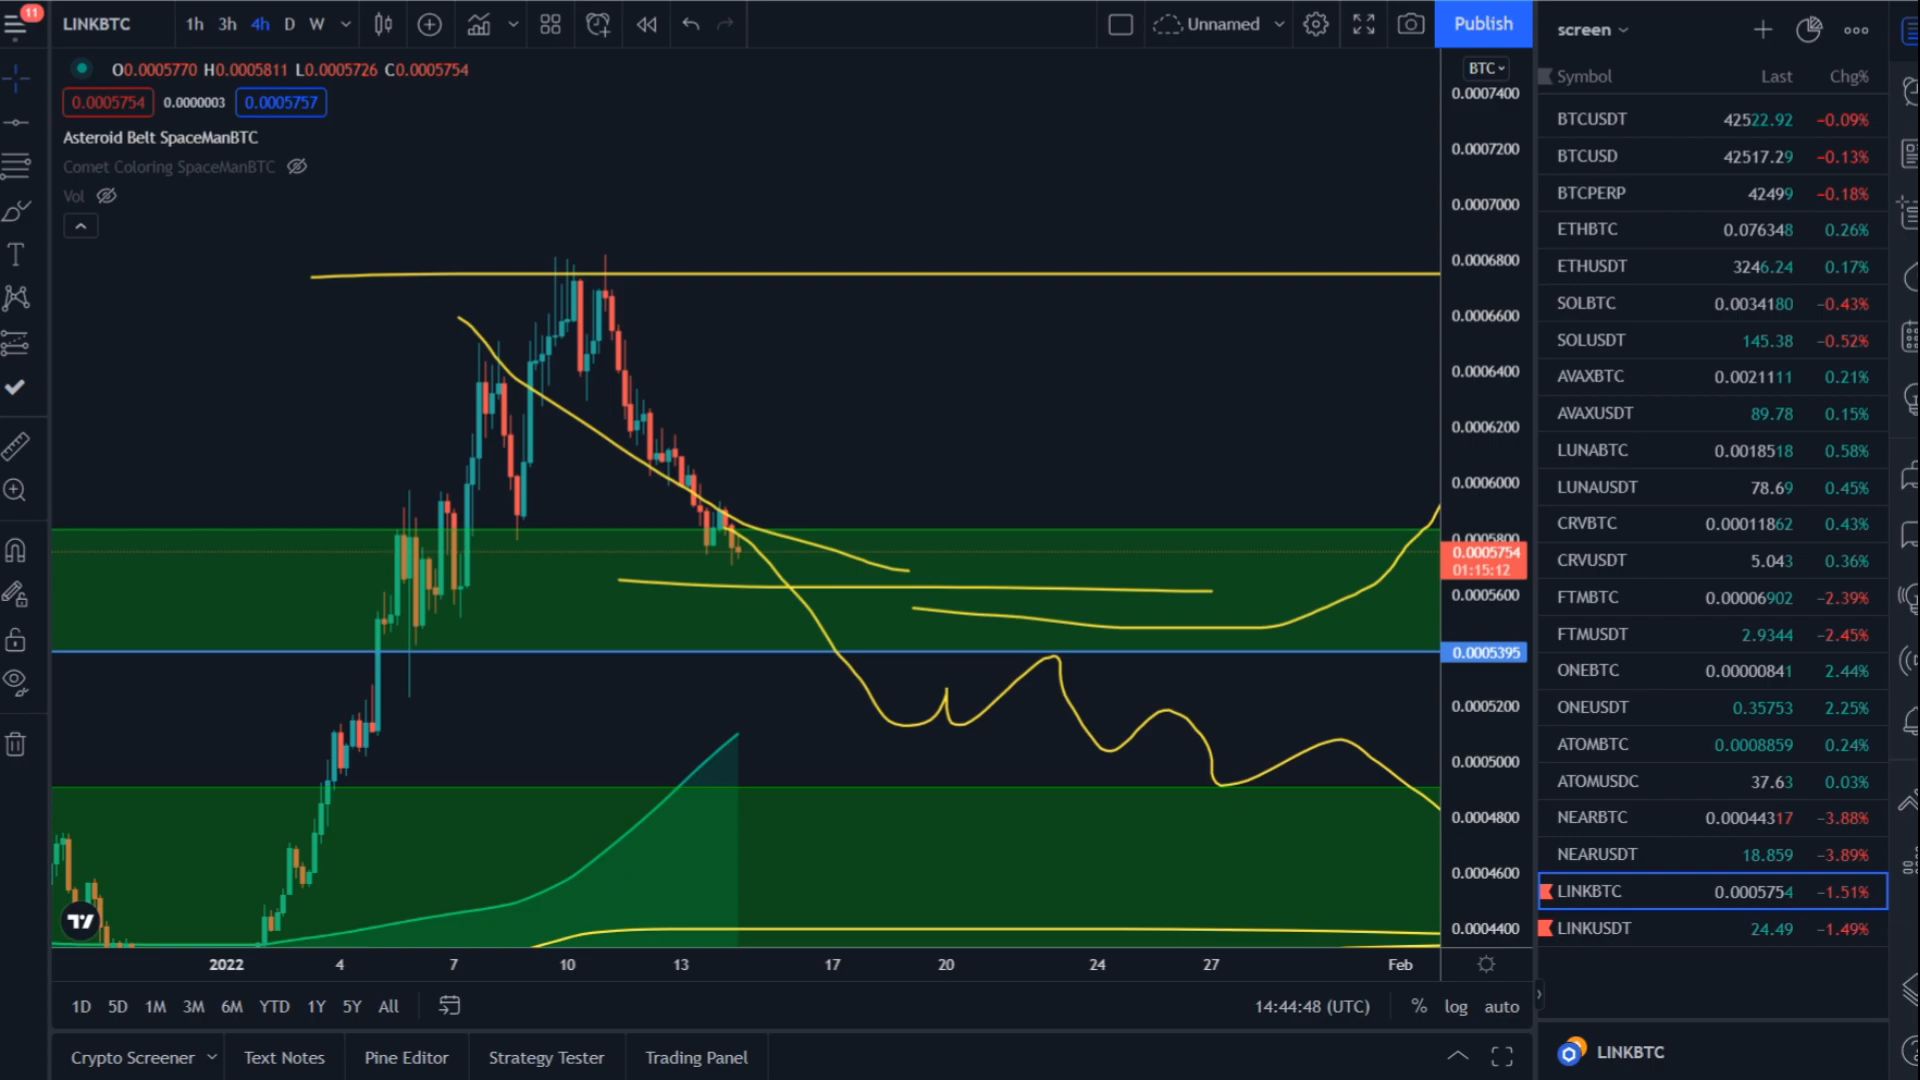 11
LINKBTC
1h 3h 4h D W
Unnamed
Publish
O0.0005770 H0.0005811 L0.0005726 C0.0005754
0.0005754 0.0000003 0.0005757
Asteroid Belt SpaceManBTC
Comet Coloring SpaceManBTC
Vol
BTC
0.0007400
0.0007200
0.0007000
0.0006800
0.0006600
0.0006400
0.0006200
0.0006000
0.0005800
0.0005754
01:15:12
0.0005600
0.0005395
0.0005200
0.0005000
0.0004800
0.0004600
0.0004400
2022 4 7 10 13 17 20 24 27 Feb
1D 5D 1M 3M 6M YTD 1Y 5Y All
14:44:48 (UTC) % log auto
Crypto Screener Text Notes Pine Editor Strategy Tester Trading Panel
screen
Symbol Last Chg%
BTCUSDT 42522.92 −0.09%
BTCUSD 42517.29 −0.13%
BTCPERP 42499 −0.18%
ETHBTC 0.076348 0.26%
ETHUSDT 3246.24 0.17%
SOLBTC 0.0034180 −0.43%
SOLUSDT 145.38 −0.52%
AVAXBTC 0.0021111 0.21%
AVAXUSDT 89.78 0.15%
LUNABTC 0.0018518 0.58%
LUNAUSDT 78.69 0.45%
CRVBTC 0.00011862 0.43%
CRVUSDT 5.043 0.36%
FTMBTC 0.00006902 −2.39%
FTMUSDT 2.9344 −2.45%
ONEBTC 0.00000841 2.44%
ONEUSDT 0.35753 2.25%
ATOMBTC 0.0008859 0.24%
ATOMUSDC 37.63 0.03%
NEARBTC 0.00044317 −3.88%
NEARUSDT 18.859 −3.89%
LINKBTC 0.0005754 −1.51%
LINKUSDT 24.49 −1.49%
LINKBTC